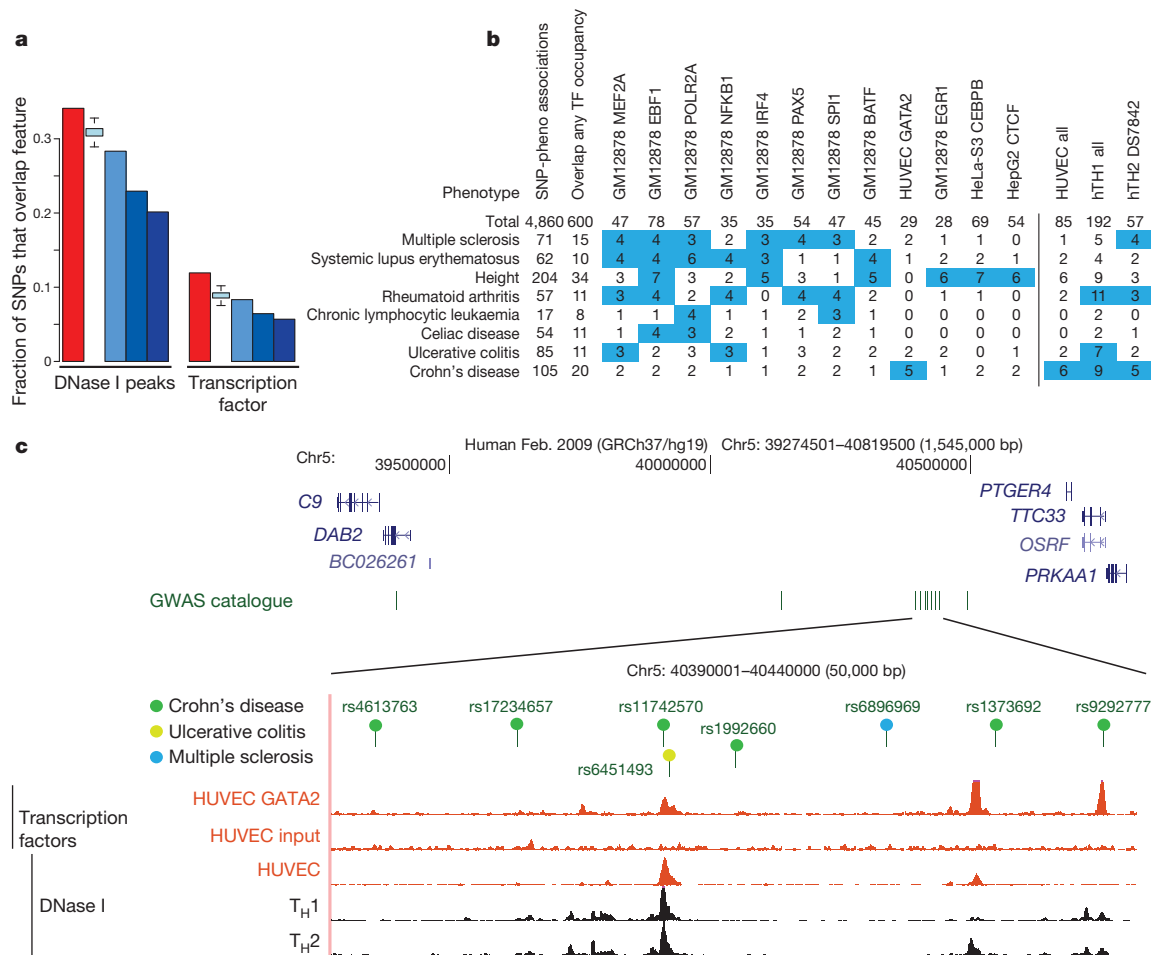 a
Fraction of SNPs that overlap feature
0.3
0.2
0.1
0
DNase I peaks
Transcription
factor
b
Phenotype
SNP-pheno associations
Overlap any TF occupancy
GM12878 MEF2A
GM12878 EBF1
GM12878 POLR2A
GM12878 NFKB1
GM12878 IRF4
GM12878 PAX5
GM12878 SPI1
GM12878 BATF
HUVEC GATA2
GM12878 EGR1
HeLa-S3 CEBPB
HepG2 CTCF
HUVEC all
hTH1 all
hTH2 DS7842
Total 4,860 600 47 78 57 35 35 54 47 45 29 28 69 54 85 192 57
Multiple sclerosis 71 15 4 4 3 2 3 4 3 2 2 1 1 0 1 5 4
Systemic lupus erythematosus 62 10 4 4 6 4 3 1 1 4 1 2 2 1 2 4 2
Height 204 34 3 7 3 2 5 3 1 5 0 6 7 6 6 9 3
Rheumatoid arthritis 57 11 3 4 2 4 0 4 4 2 0 1 1 0 2 11 3
Chronic lymphocytic leukaemia 17 8 1 1 4 1 1 2 3 1 0 0 0 0 0 2 0
Celiac disease 54 11 1 4 3 2 1 1 2 1 0 0 0 0 0 2 1
Ulcerative colitis 85 11 3 2 3 3 1 3 2 2 2 2 0 1 2 7 2
Crohn's disease 105 20 2 2 2 1 1 2 2 1 5 1 2 2 6 9 5
c
Human Feb. 2009 (GRCh37/hg19) Chr5: 39274501–40819500 (1,545,000 bp)
Chr5: 39500000 40000000 40500000
C9
DAB2
BC026261
PTGER4
TTC33
OSRF
PRKAA1
GWAS catalogue
Chr5: 40390001–40440000 (50,000 bp)
Crohn's disease
Ulcerative colitis
Multiple sclerosis
rs4613763 rs17234657 rs11742570 rs6896969 rs1373692 rs9292777
rs1992660
rs6451493
Transcription
factors
HUVEC GATA2
HUVEC input
DNase I
HUVEC
TH1
TH2